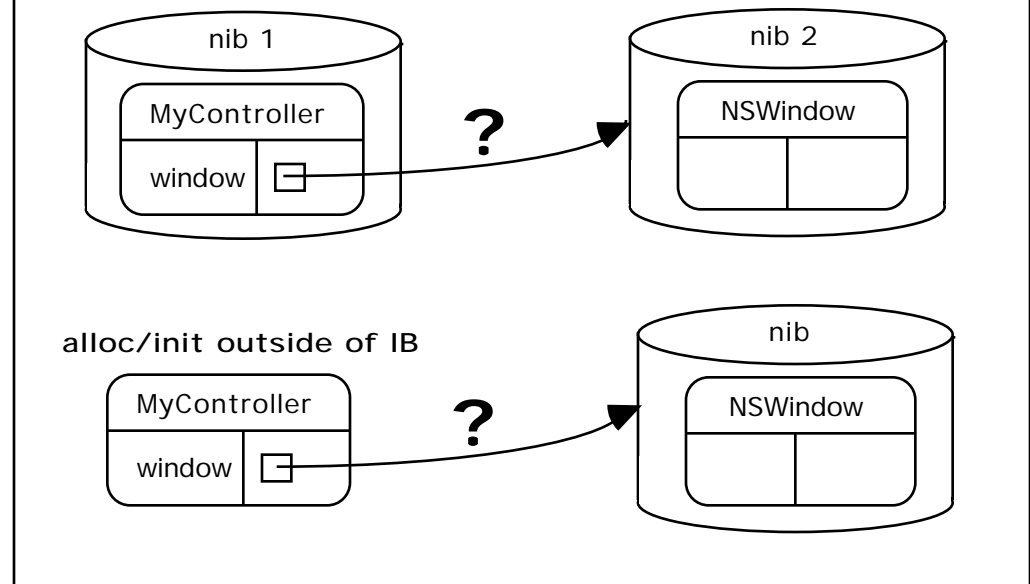 nib 1
nib 2
MyController
?
NSWindow
window
alloc/init outside of IB
nib
MyController
?
NSWindow
window